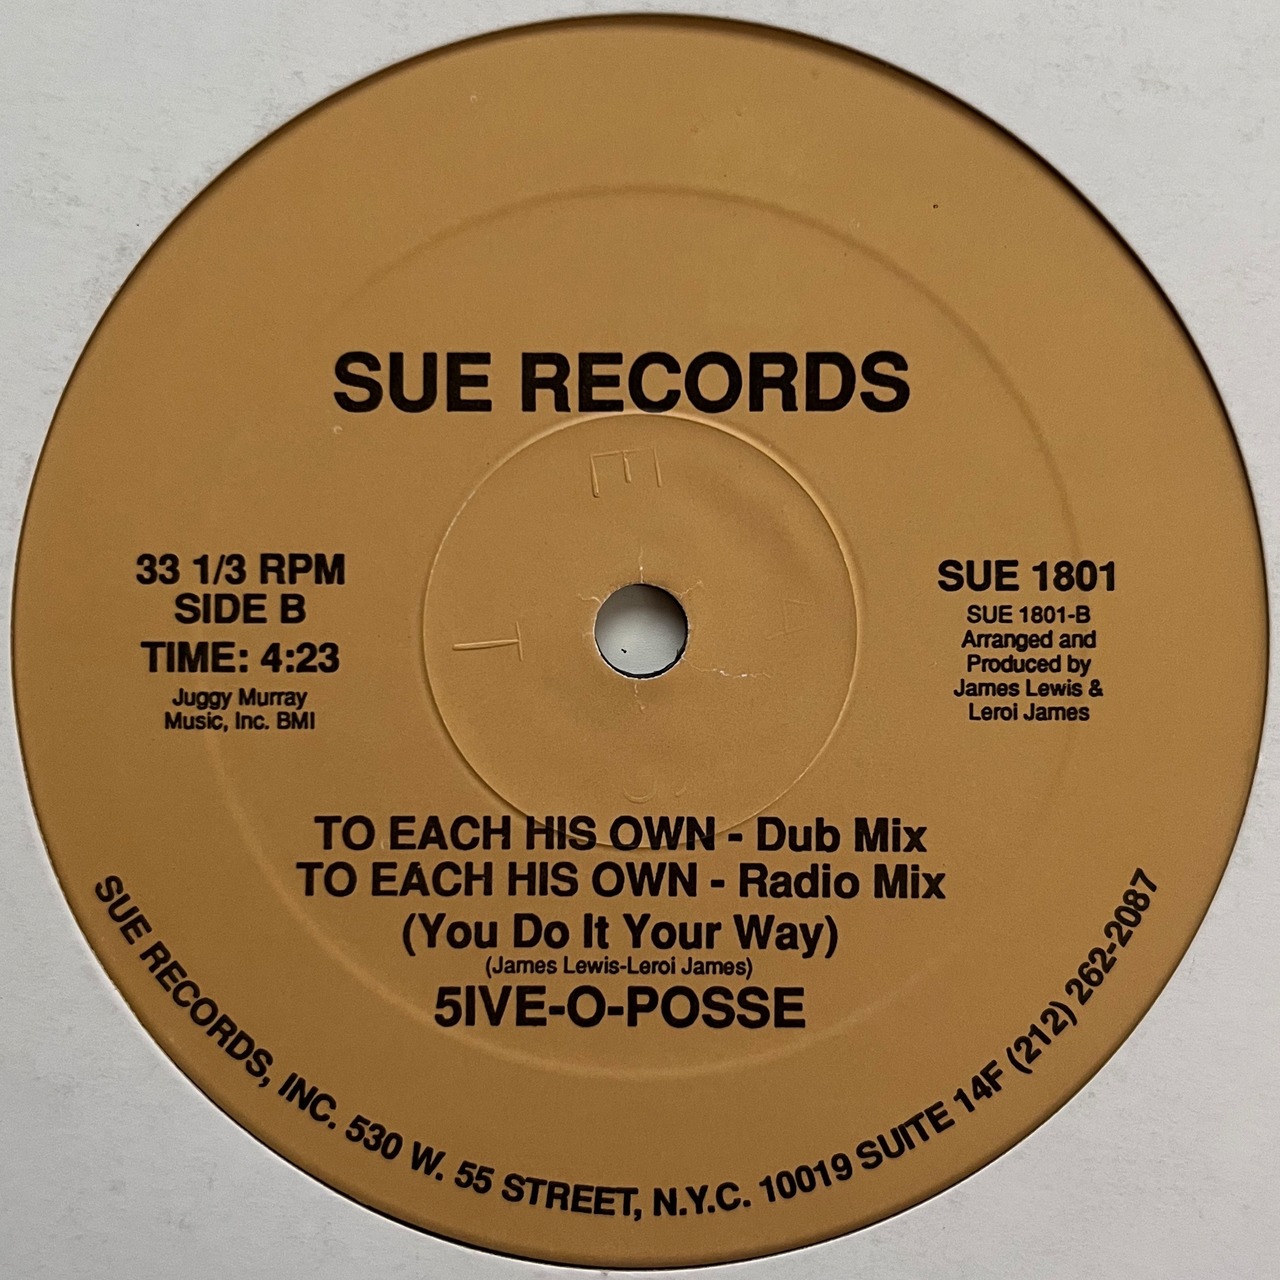 SUE RECORDS
33 1/3 RPM
SIDE B
TIME: 4:23
Juggy Murray
Music, Inc. BMI
SUE 1801
SUE 1801-B
Arranged and
Produced by
James Lewis &
Leroi James
TO EACH HIS OWN - Dub Mix
TO EACH HIS OWN - Radio Mix
(You Do It Your Way)
(James Lewis-Leroi James)
5IVE-O-POSSE
SUE RECORDS, INC. 530 W. 55 STREET, N.Y.C. 10019 SUITE 14F (212) 262-2087